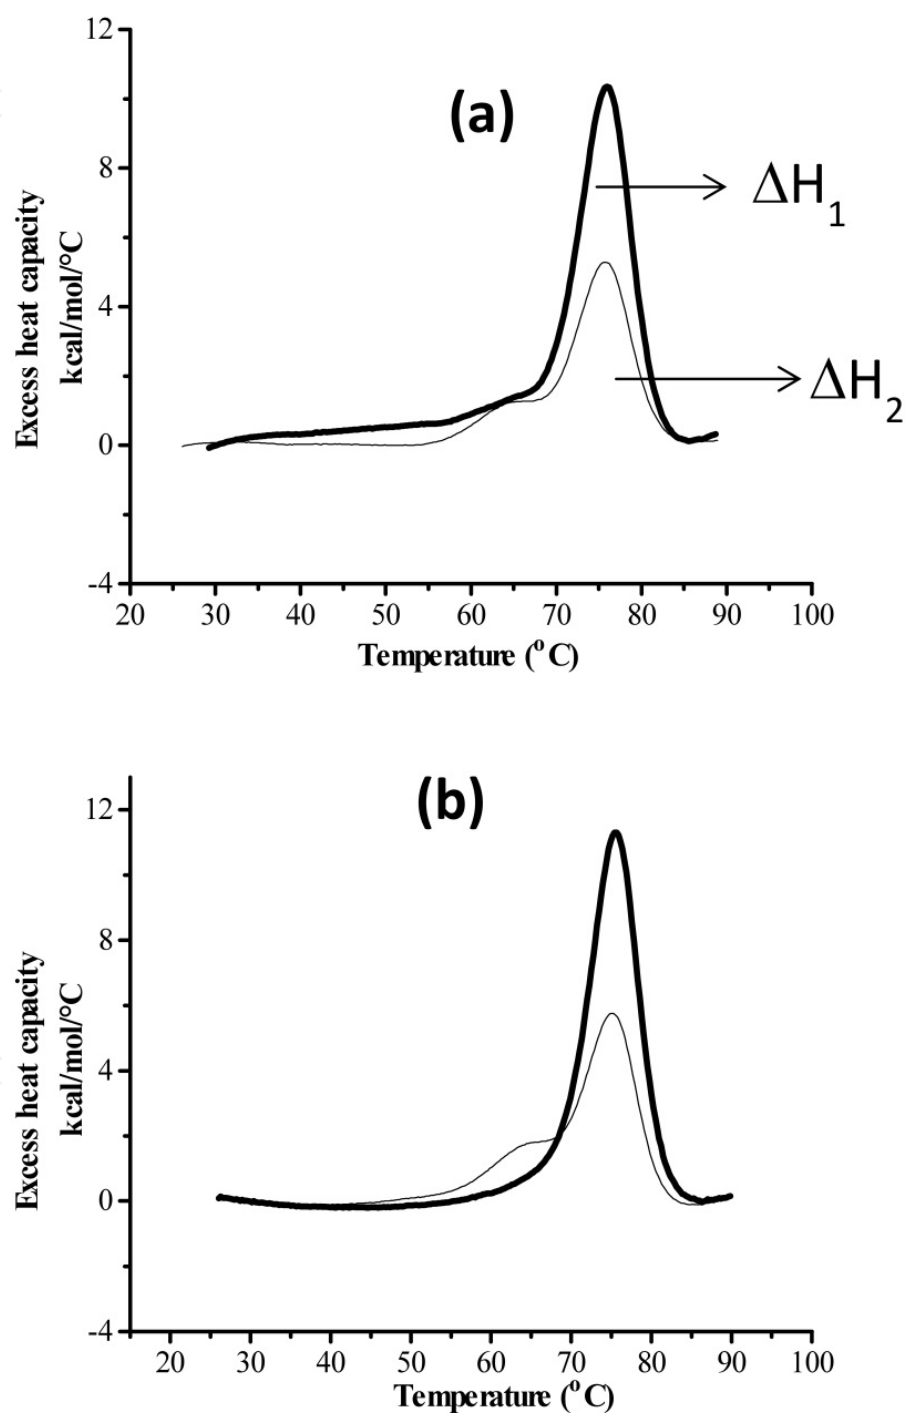 (a)
Excess heat capacity
kcal/mol/°C
12
8
4
0
-4
ΔH1
ΔH2
20 30 40 50 60 70 80 90 100
Temperature (°C)
(b)
Excess heat capacity
kcal/mol/°C
12
8
4
0
-4
20 30 40 50 60 70 80 90 100
Temperature (°C)